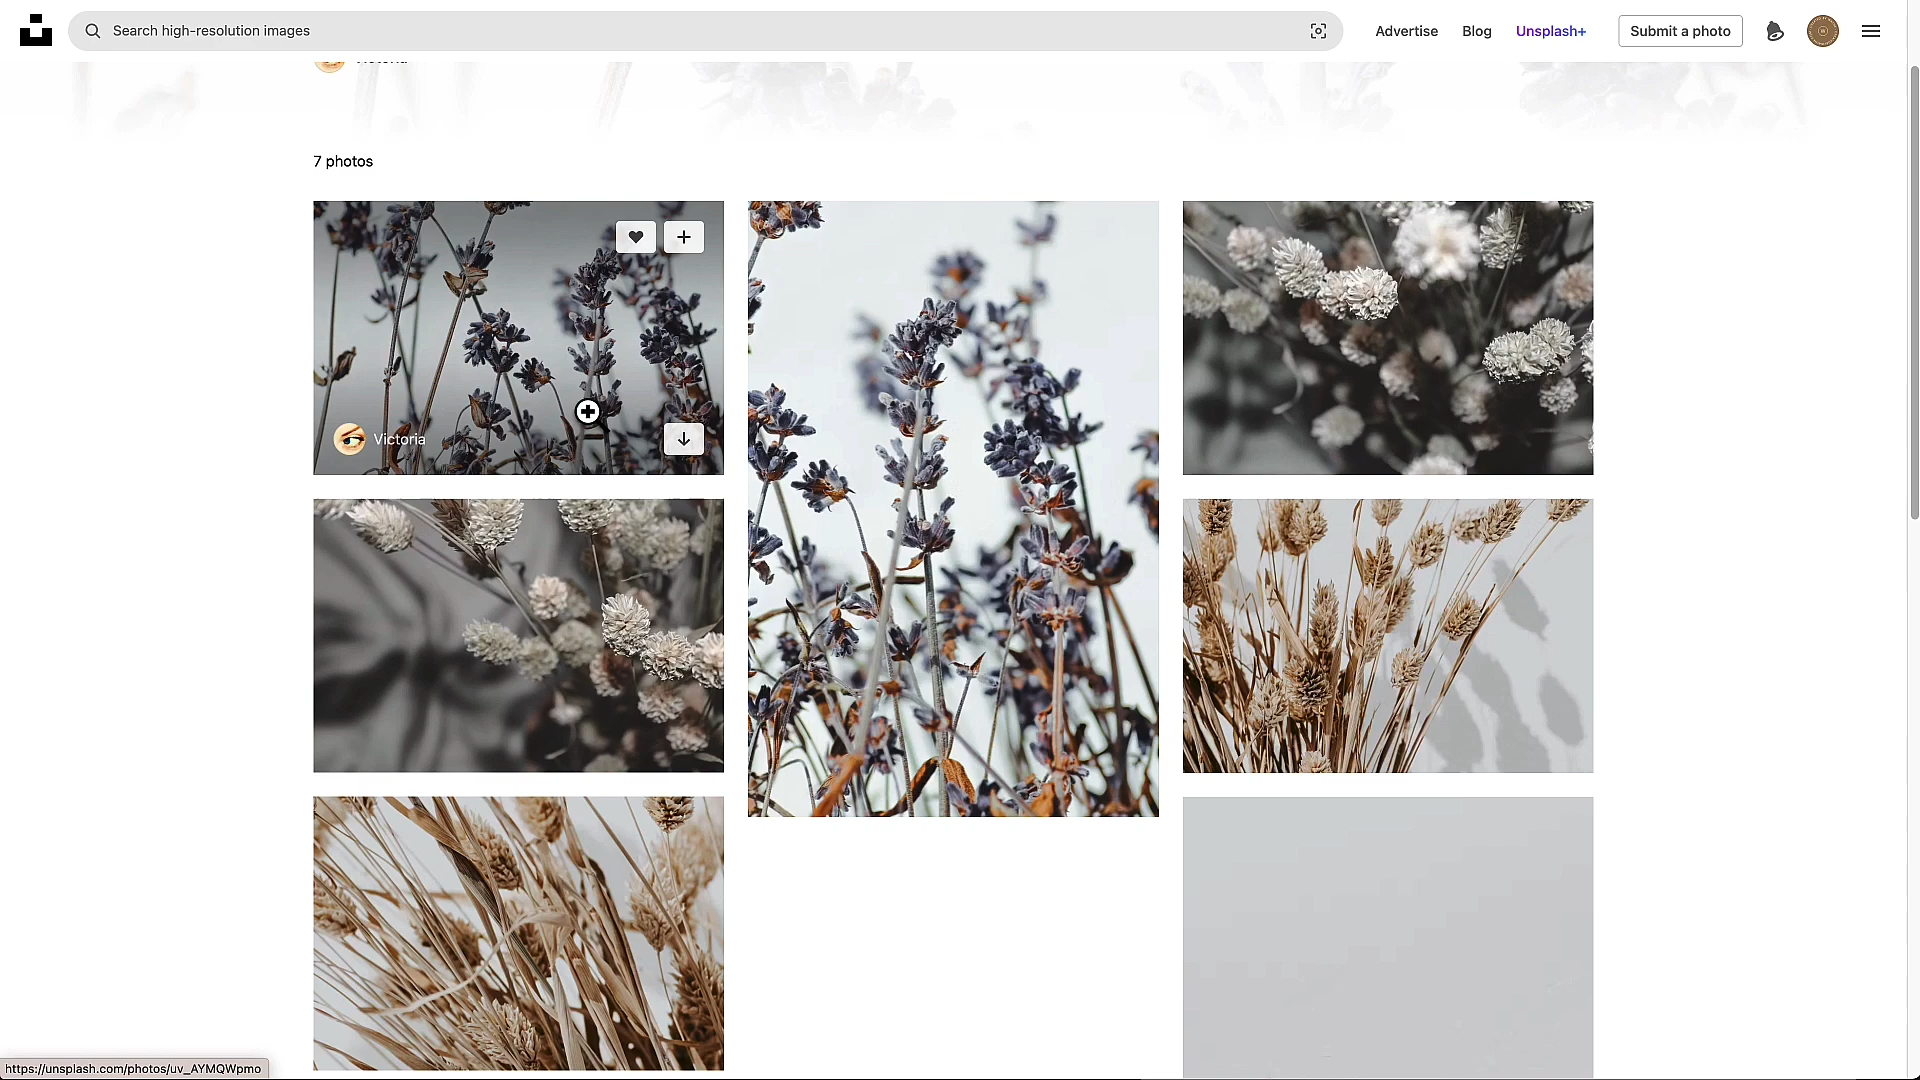 Search high-resolution images
Advertise
Blog
Unsplash+
Submit a photo
7 photos
Victoria
https://unsplash.com/photos/uv_AYMQWpmo